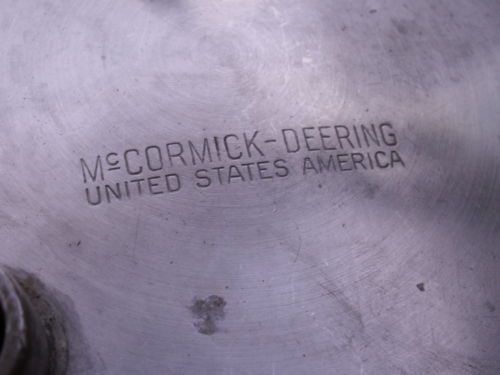 McCORMICK-DEERING
UNITED STATES AMERICA